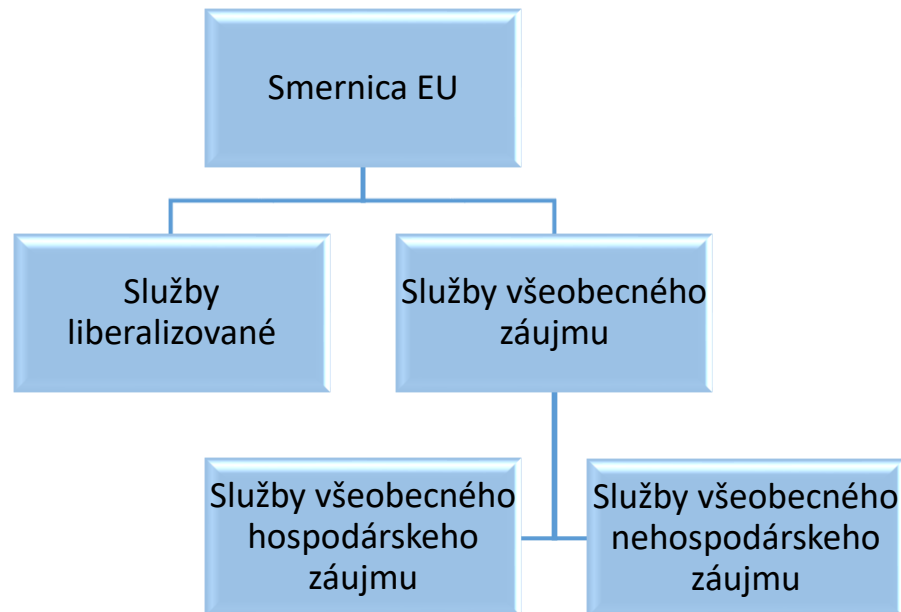 Smernica EU
Služby
liberalizované
Služby všeobecného
záujmu
Služby všeobecného
hospodárskeho
záujmu
Služby všeobecného
nehospodárskeho
záujmu